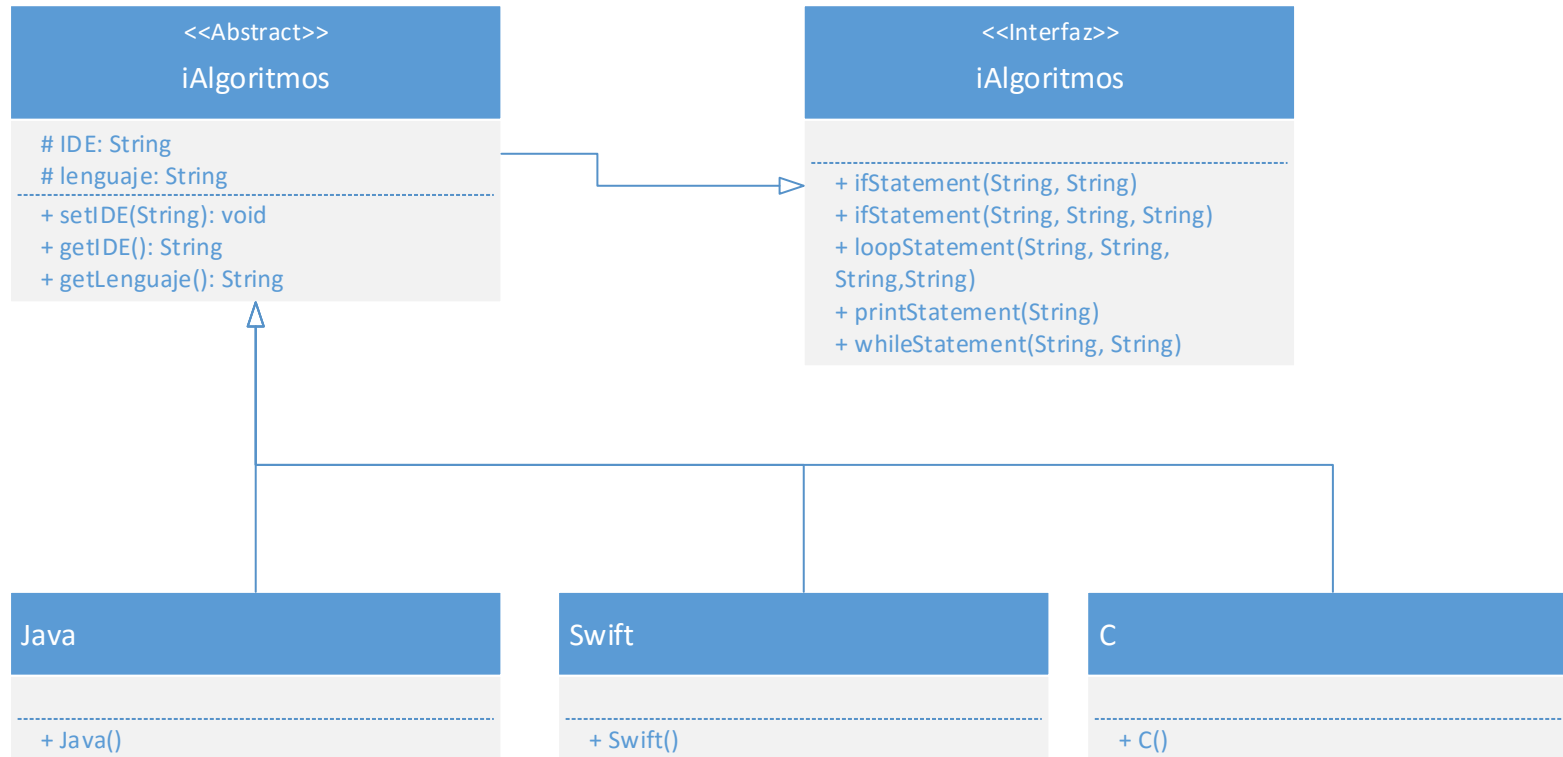 <<Abstract>>
iAlgoritmos
# IDE: String
# lenguaje: String
+ setIDE(String): void
+ getIDE(): String
+ getLenguaje(): String
<<Interfaz>>
iAlgoritmos
+ ifStatement(String, String)
+ ifStatement(String, String, String)
+ loopStatement(String, String,
String,String)
+ printStatement(String)
+ whileStatement(String, String)
Java
+ Java()
Swift
+ Swift()
C
+ C()